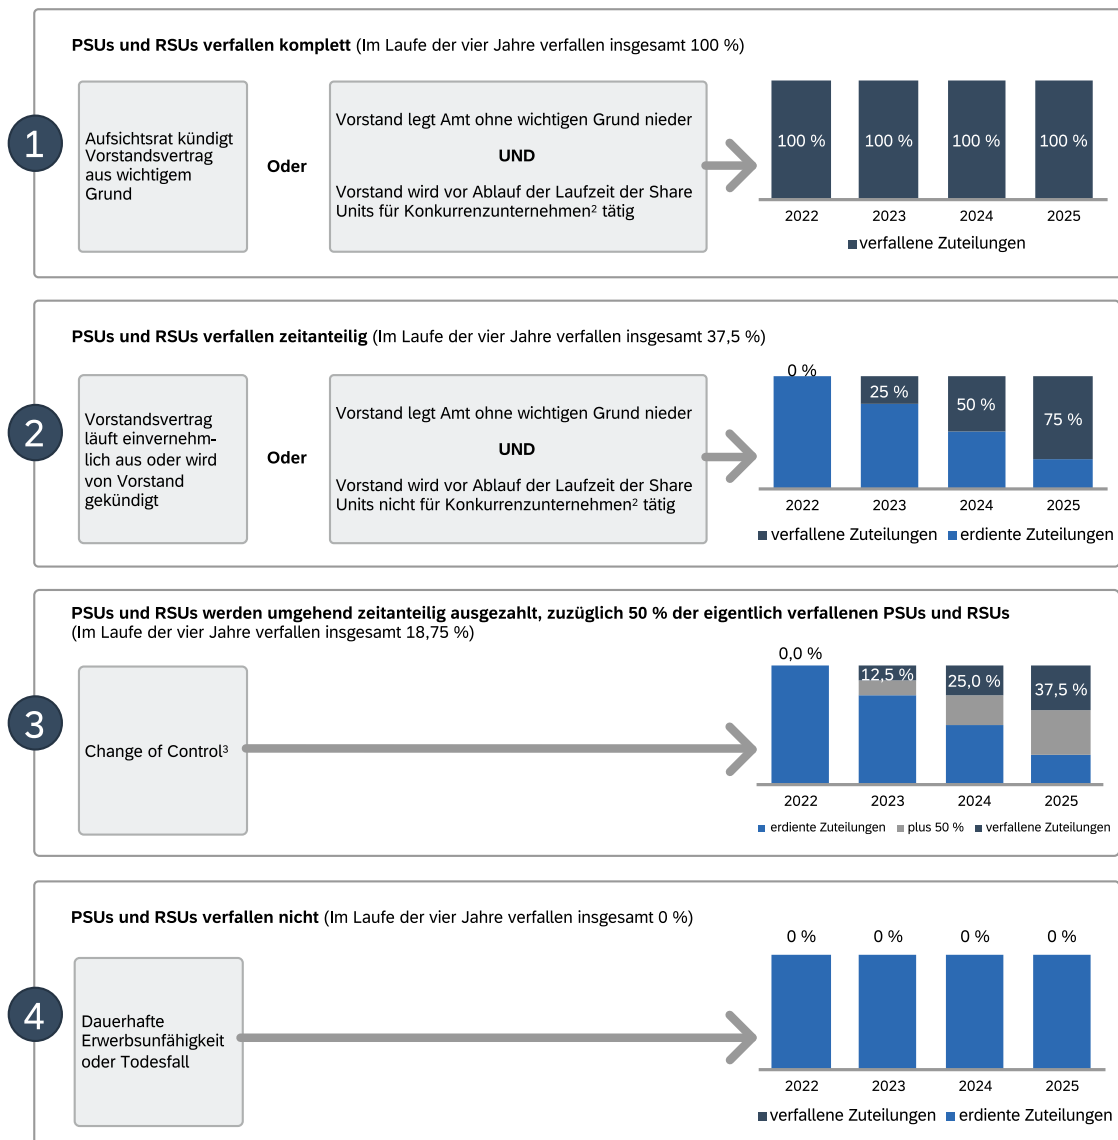 PSUs und RSUs verfallen komplett (Im Laufe der vier Jahre verfallen insgesamt 100 %)
1
Aufsichtsrat kündigt
Vorstandsvertrag
aus wichtigem
Grund
Oder
Vorstand legt Amt ohne wichtigen Grund nieder
UND
Vorstand wird vor Ablauf der Laufzeit der Share
Units für Konkurrenzunternehmen² tätig
100 % 100 % 100 % 100 %
2022 2023 2024 2025
verfallene Zuteilungen
PSUs und RSUs verfallen zeitanteilig (Im Laufe der vier Jahre verfallen insgesamt 37,5 %)
2
Vorstandsvertrag
läuft einvernehm-
lich aus oder wird
von Vorstand
gekündigt
Oder
Vorstand legt Amt ohne wichtigen Grund nieder
UND
Vorstand wird vor Ablauf der Laufzeit der Share
Units nicht für Konkurrenzunternehmen² tätig
0 %
25 %
50 %
75 %
2022 2023 2024 2025
verfallene Zuteilungen erdiente Zuteilungen
PSUs und RSUs werden umgehend zeitanteilig ausgezahlt, zuzüglich 50 % der eigentlich verfallenen PSUs und RSUs
(Im Laufe der vier Jahre verfallen insgesamt 18,75 %)
3
Change of Control³
0,0 %
12,5 %
25,0 %
37,5 %
2022 2023 2024 2025
erdiente Zuteilungen plus 50 % verfallene Zuteilungen
PSUs und RSUs verfallen nicht (Im Laufe der vier Jahre verfallen insgesamt 0 %)
4
Dauerhafte
Erwerbsunfähigkeit
oder Todesfall
0 % 0 % 0 % 0 %
2022 2023 2024 2025
verfallene Zuteilungen erdiente Zuteilungen